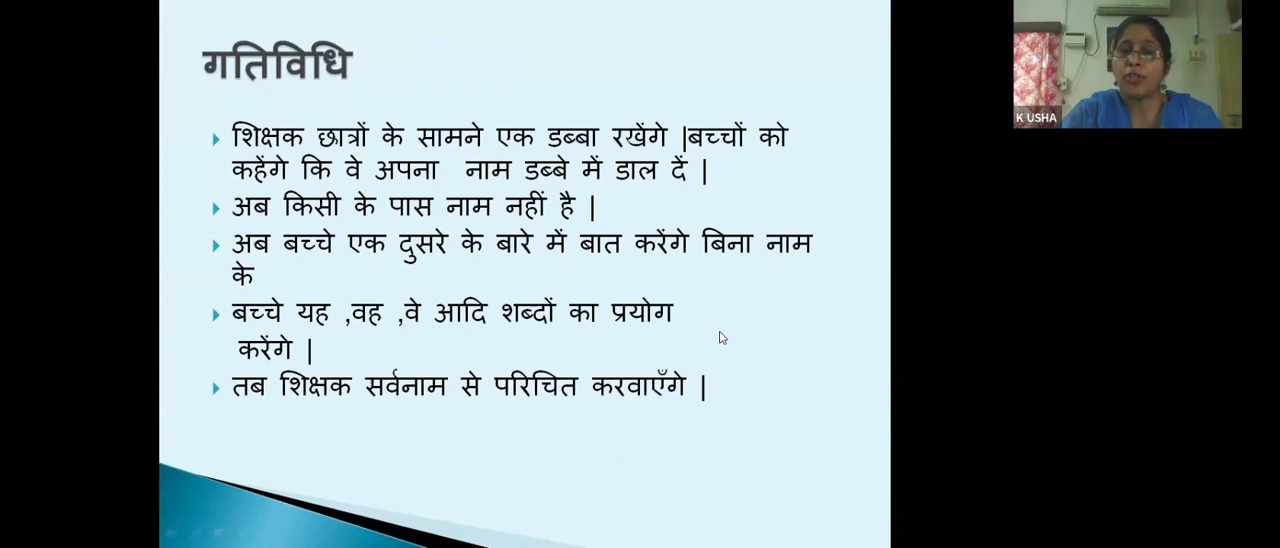 गतिविधि
शिक्षक छात्रों के सामने एक डब्बा रखेंगे |बच्चों को
कहेंगे कि वे अपना नाम डब्बे में डाल दें |
अब किसी के पास नाम नहीं है |
अब बच्चे एक दुसरे के बारे में बात करेंगे बिना नाम
के
बच्चे यह ,वह ,वे आदि शब्दों का प्रयोग
करेंगे |
तब शिक्षक सर्वनाम से परिचित करवाएँगे |
K USHA